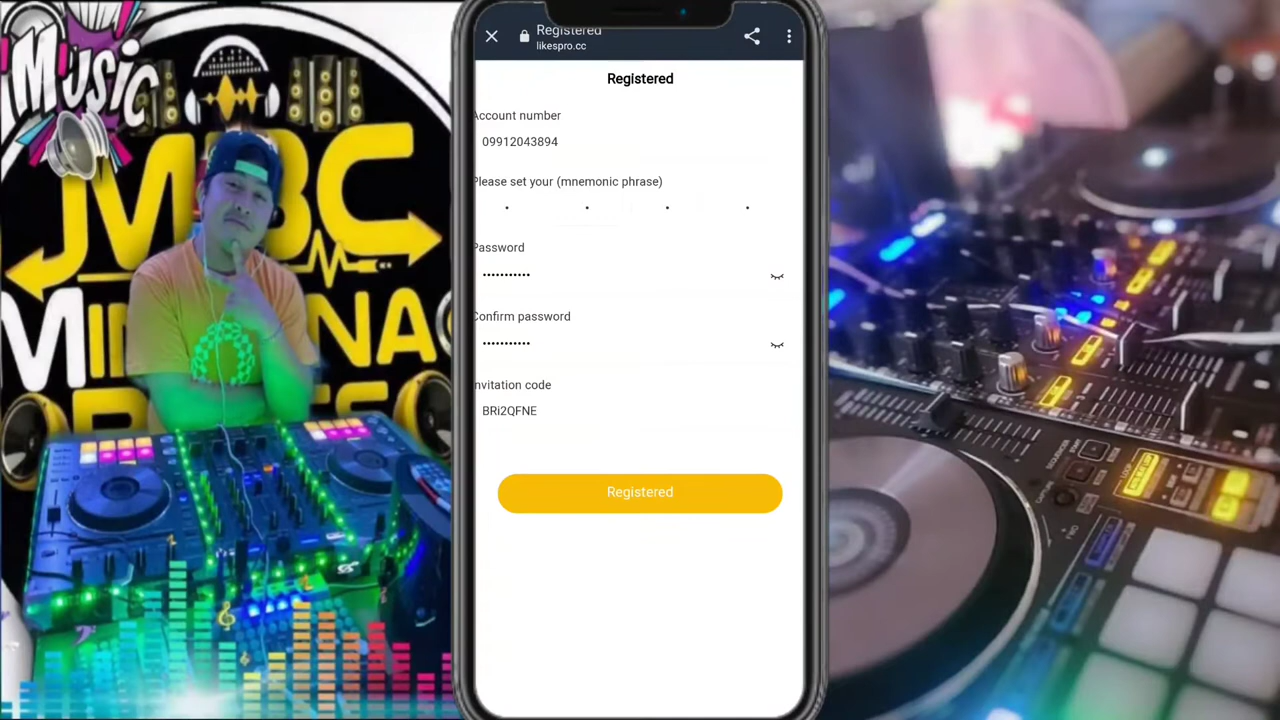 MUSIC
JMBC
Registered
likespro.cc
Registered
Account number
09912043894
Please set your (mnemonic phrase)
Password
Confirm password
Invitation code
BRi2QFNE
Registered